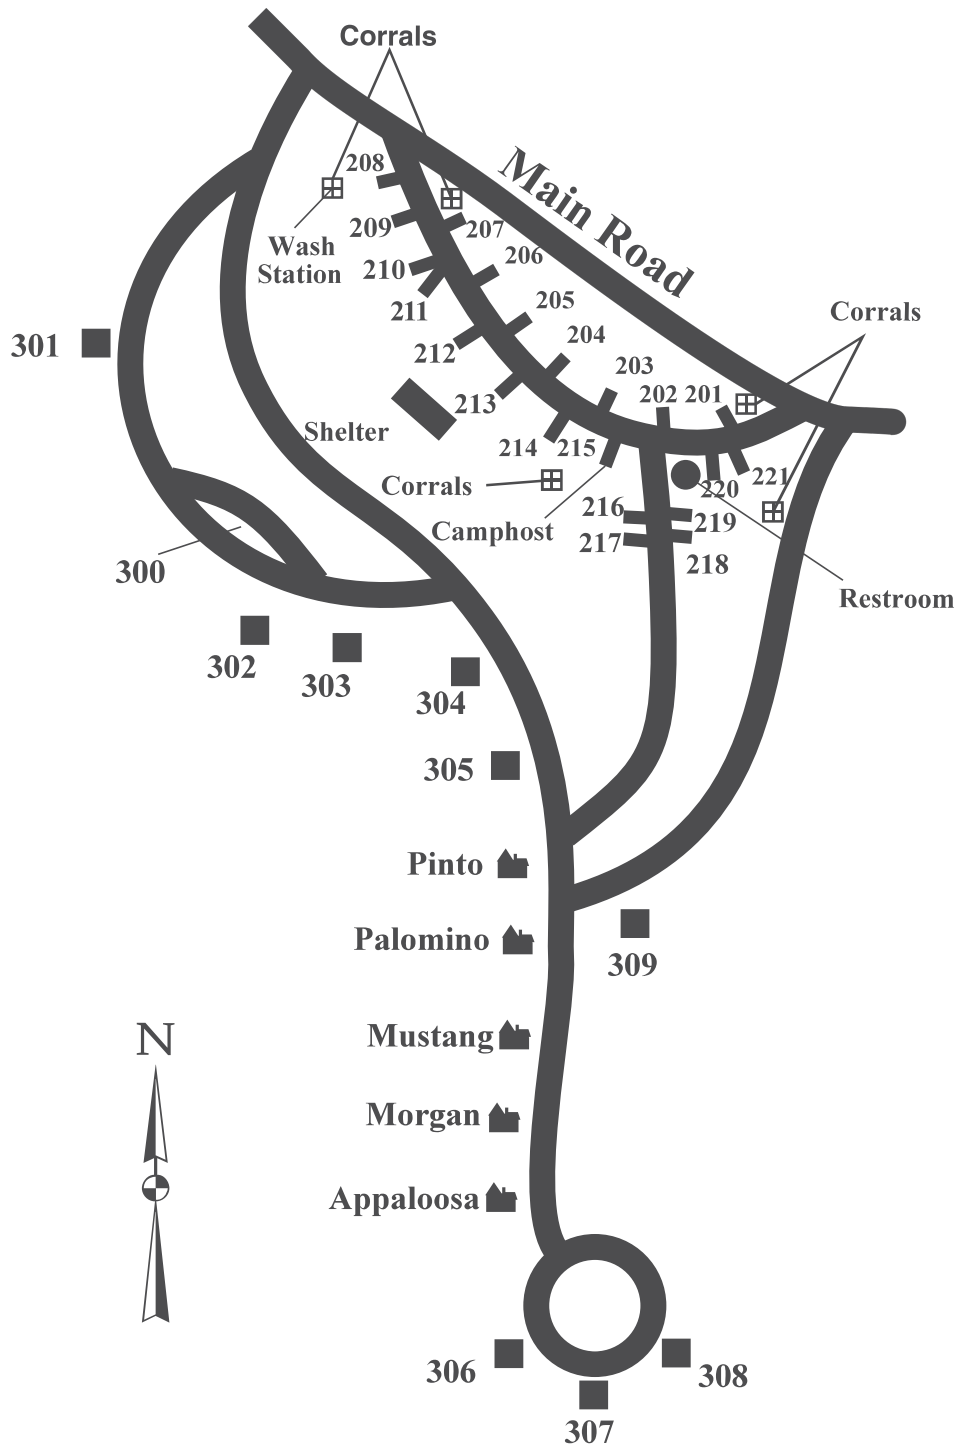 Corrals
Main Road
208
209
207
Wash
Station
210
206
211
205
212
204
Corrals
301
213
203
202
201
Shelter
214
215
Corrals
220
221
Camphost
216
219
217
218
300
Restroom
302
303
304
305
Pinto
Palomino
309
Mustang
N
Morgan
Appaloosa
306
308
307